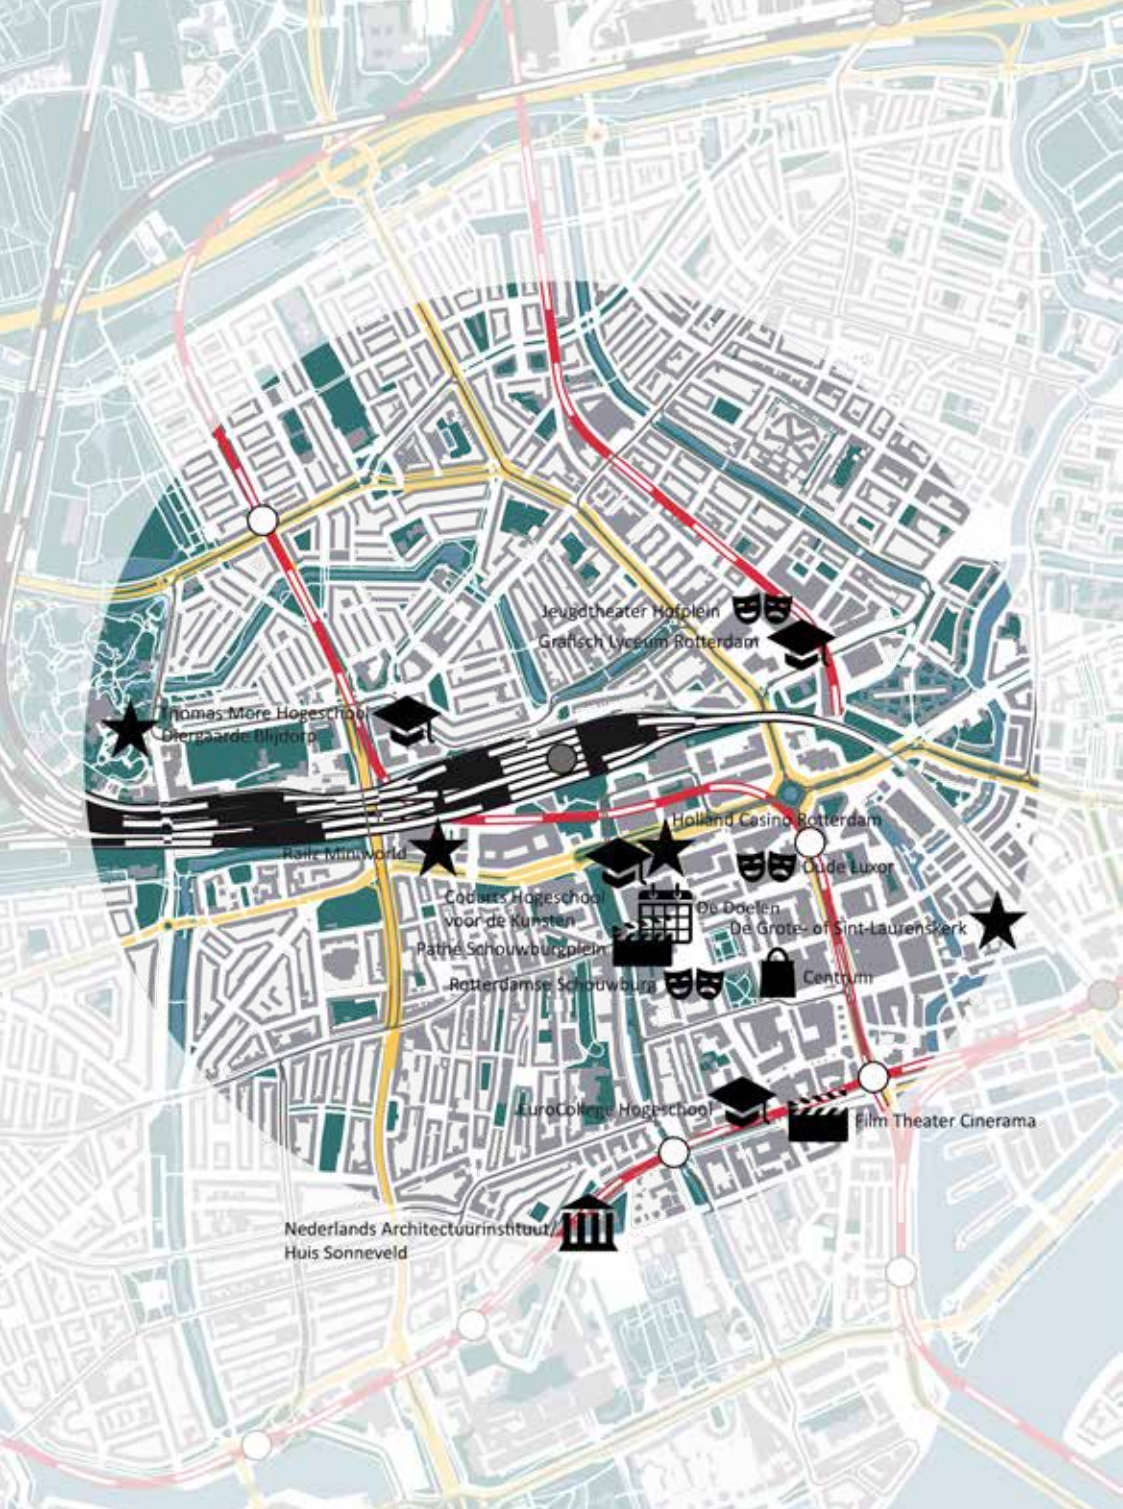 Jeugdtheater Hofplein
Grafisch Lyceum Rotterdam
Thomas More Hogeschool
Diergaarde Blijdorp
Holland Casino Rotterdam
Railz Miniworld
Oude Luxor
Codarts Hogeschool
voor de Kunsten
De Doelen
De Grote- of Sint-Laurenskerk
Pathé Schouwburgplein
Rotterdamse Schouwburg
Centrum
EuroCollege Hogeschool
Film Theater Cinerama
Nederlands Architectuurinstituut/
Huis Sonneveld